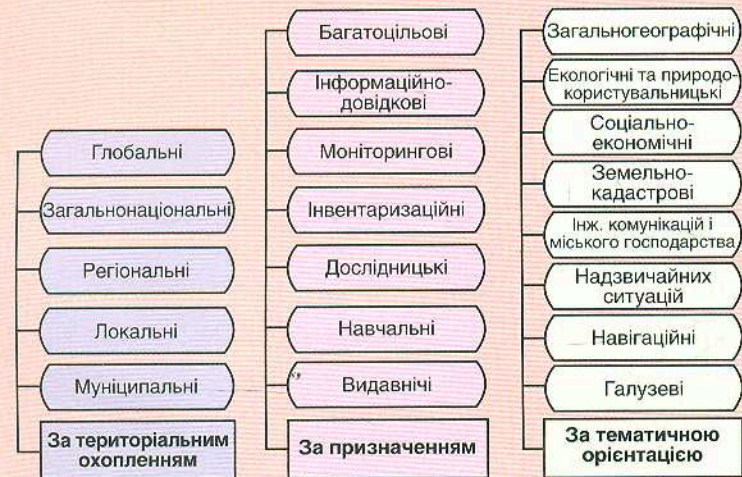 Глобальні
Загальнонаціональні
Регіональні
Локальні
Муніципальні
За територіальним
охопленням
Багатоцільові
Інформаційно-
довідкові
Моніторингові
Інвентаризаційні
Дослідницькі
Навчальні
Видавничі
За призначенням
Загальногеографічні
Екологічні та природо-
користувальницькі
Соціально-
економічні
Земельно-
кадастрові
Інж. комунікацій і
міського господарства
Надзвичайних
ситуацій
Навігаційні
Галузеві
За тематичною
орієнтацією